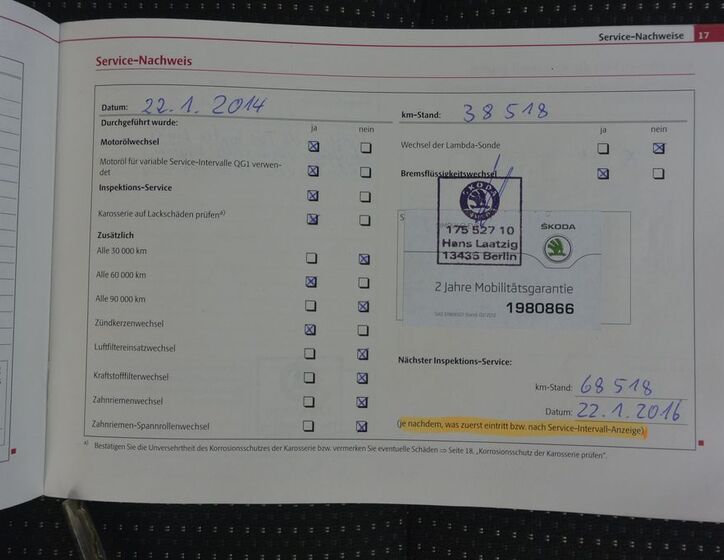 Service-Nachweise 17
Service-Nachweis
Datum: 22.1.2014
Durchgeführt wurde:
ja nein
Motorölwechsel
Motoröl für variable Service-Intervalle QG1 verwen-
det
Inspektions-Service
Karosserie auf Lackschäden prüfen a)
Zusätzlich
Alle 30 000 km
Alle 60 000 km
Alle 90 000 km
Zündkerzenwechsel
Luftfiltereinsatzwechsel
Kraftstofffilterwechsel
Zahnriemenwechsel
Zahnriemen-Spannrollenwechsel
km-Stand: 38518
ja nein
Wechsel der Lambda-Sonde
Bremsflüssigkeitswechsel
SKODA
175 527 10
Hans Laatzig
13435 Berlin
ŠKODA
2 Jahre Mobilitätsgarantie
1980866
Nächster Inspektions-Service:
km-Stand: 68518
Datum: 22.1.2016
(je nachdem, was zuerst eintritt bzw. nach Service-Intervall-Anzeige)
a) Bestätigen Sie die Unversehrtheit des Korrosionsschutzes der Karosserie bzw. vermerken Sie eventuelle Schäden ⇒ Seite 18, „Korrosionsschutz der Karosserie prüfen".